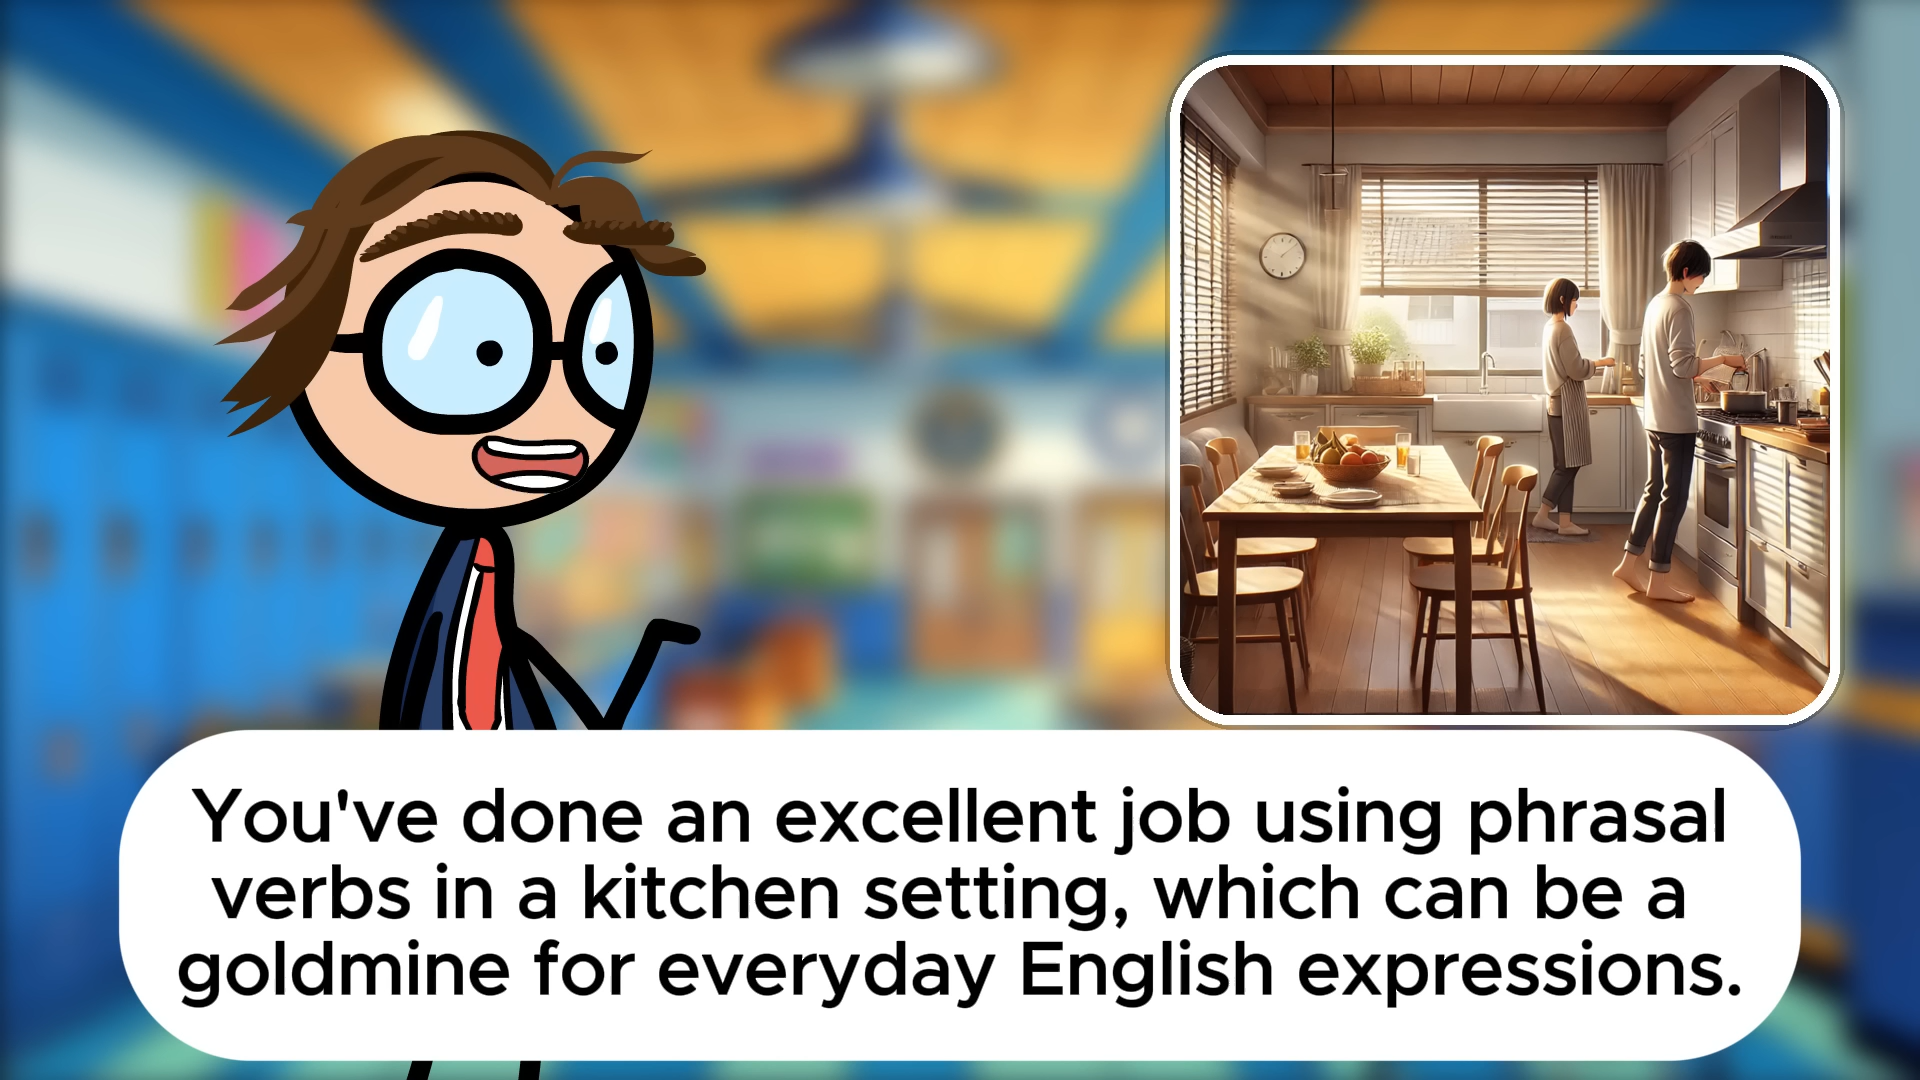 You've done an excellent job using phrasal
verbs in a kitchen setting, which can be a
goldmine for everyday English expressions.